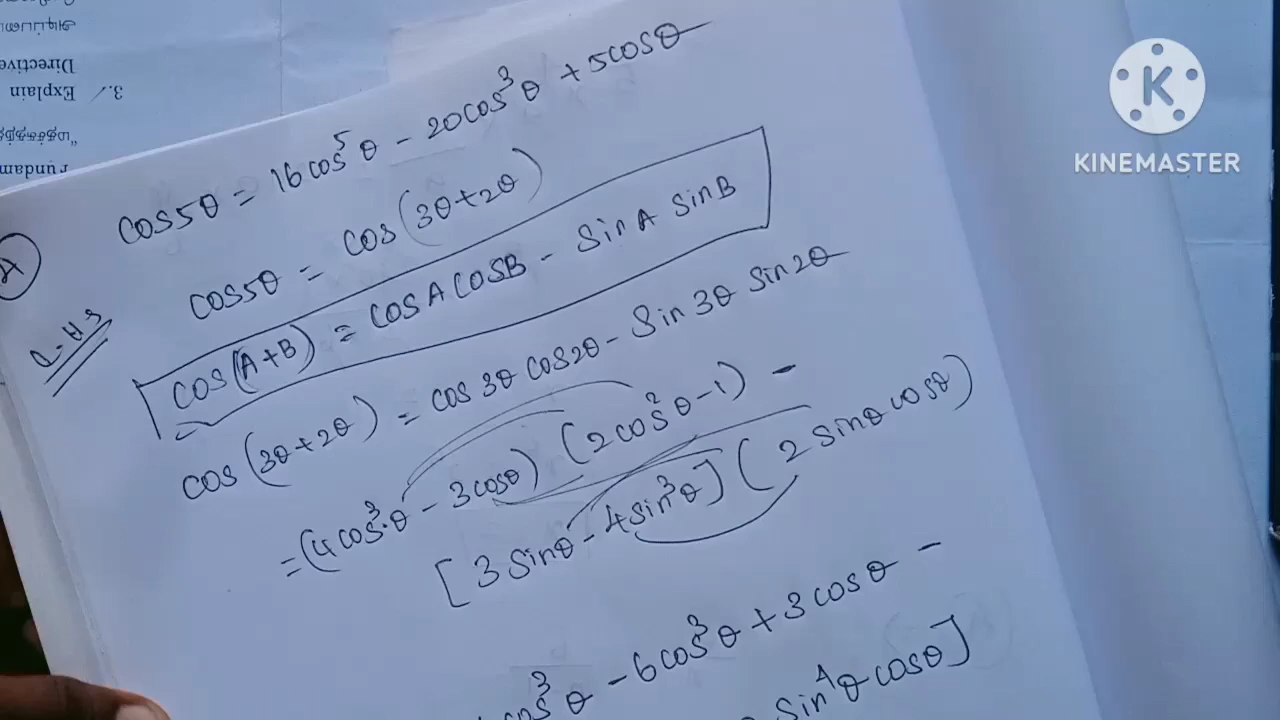 cos5θ = 16cos⁵θ - 20cos³θ + 5cosθ
L.H.S cos5θ = cos(3θ+2θ)
cos(A+B) = cosA cosB - sinA sinB
cos(3θ+2θ) = cos3θ cos2θ - sin3θ sin2θ
= (4cos³θ - 3cosθ) (2cos²θ-1) -
[3sinθ - 4sin³θ] (2sinθ cosθ)
cos³θ - 6cos³θ + 3cosθ -
sin⁴θ cosθ]
3. Explain
Directive
KINEMASTER